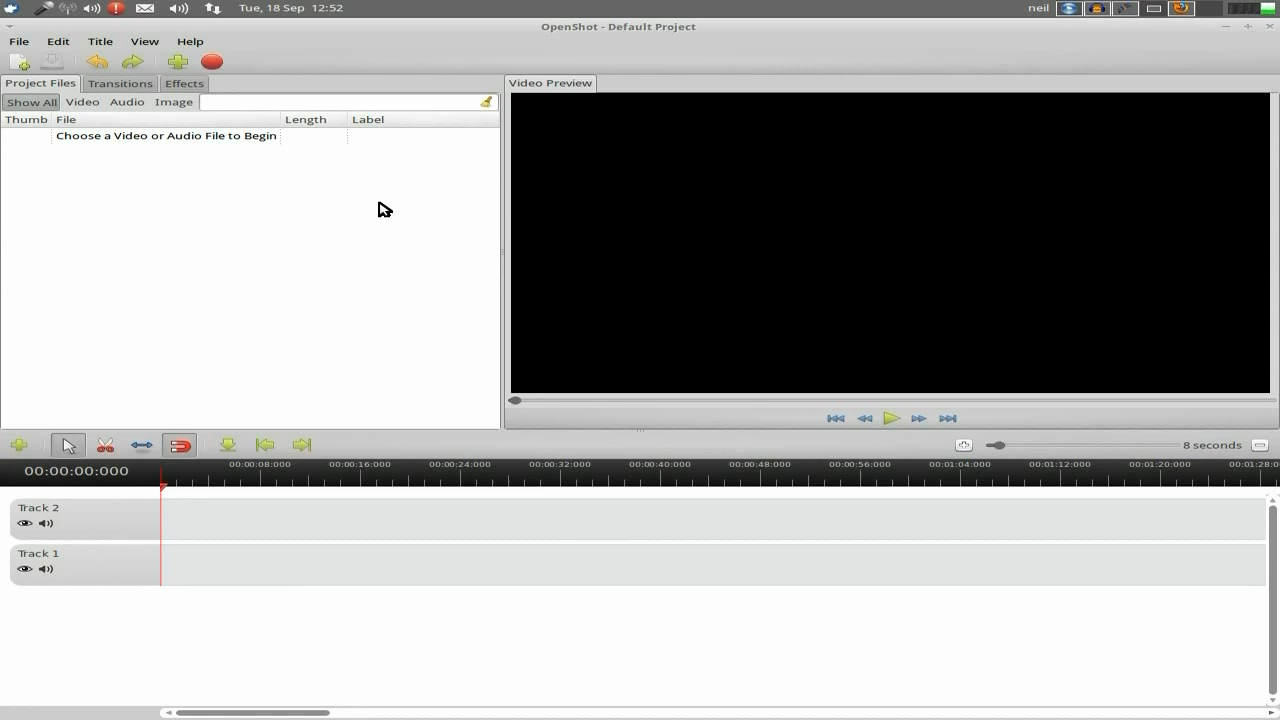 Tue, 18 Sep 12:52
neil
OpenShot - Default Project
File Edit Title View Help
Project Files Transitions Effects
Video Preview
Show All Video Audio Image
Thumb File Length Label
Choose a Video or Audio File to Begin
8 seconds
00:00:00:000
00:00:08:000 00:00:16:000 00:00:24:000 00:00:32:000 00:00:40:000 00:00:48:000 00:00:56:000 00:01:04:000 00:01:12:000 00:01:20:000 00:01:28:0
Track 2
Track 1